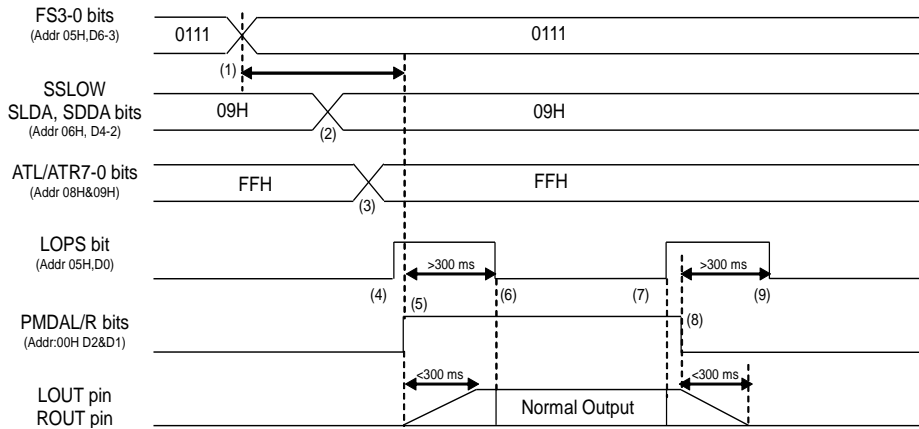 FS3-0 bits
(Addr 05H,D6-3)
0111
0111
(1)
SSLOW
SLDA, SDDA bits
(Addr 06H, D4-2)
09H
09H
(2)
ATL/ATR7-0 bits
(Addr 08H&09H)
FFH
FFH
(3)
LOPS bit
(Addr 05H,D0)
>300 ms
>300 ms
(4)
(5)
(6)
(7)
(8)
(9)
PMDAL/R bits
(Addr:00H D2&D1)
<300 ms
<300 ms
LOUT pin
ROUT pin
Normal Output